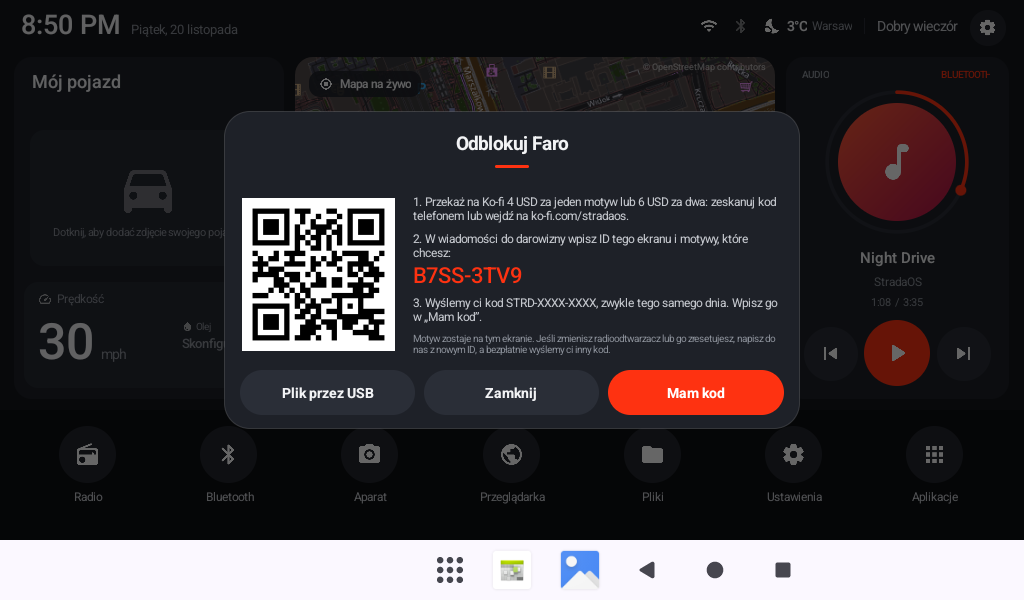 8:50 PM Piątek, 20 listopada
3°C Warsaw
Dobry wieczór
Mój pojazd
Mapa na żywo
© OpenStreetMap contributors
Widok
AUDIO
BLUETOOTH
Odblokuj Faro
1. Przekaż na Ko-fi 4 USD za jeden motyw lub 6 USD za dwa: zeskanuj kod
telefonem lub wejdź na ko-fi.com/stradaos.
2. W wiadomości do darowizny wpisz ID tego ekranu i motywy, które
chcesz:
B7SS-3TV9
3. Wyślemy ci kod STRD-XXXX-XXXX, zwykle tego samego dnia. Wpisz go
w „Mam kod”.
Motyw zostaje na tym ekranie. Jeśli zmienisz radioodtwarzacz lub go zresetujesz, napisz do
nas z nowym ID, a bezpłatnie wyślemy ci inny kod.
Plik przez USB
Zamknij
Mam kod
Dotknij, aby dodać zdjęcie swojego
Prędkość
30 mph
Olej
Night Drive
StradaOS
1:08 / 3:35
Radio
Bluetooth
Aparat
Przeglądarka
Pliki
Ustawienia
Aplikacje